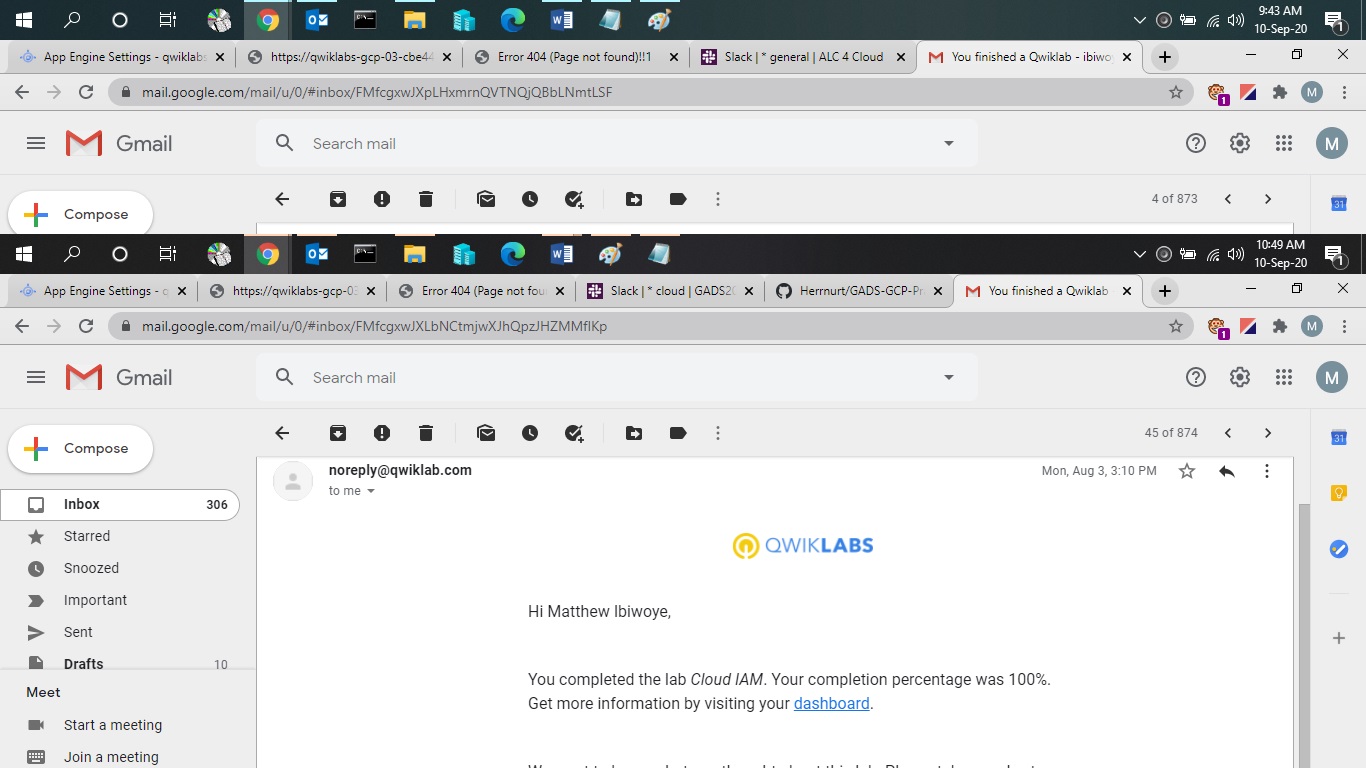 9:43 AM
10-Sep-20
1
App Engine Settings - qwiklabs
https://qwiklabs-gcp-03-cbe44
Error 404 (Page not found)!!1
Slack | * general | ALC 4 Cloud
You finished a Qwiklab - ibiwo
mail.google.com/mail/u/0/#inbox/FMfcgxwJXpLHxmrnQVTNQjQBbLNmtLSF
1
M
Gmail
Search mail
M
Compose
4 of 873
31
10:49 AM
10-Sep-20
1
App Engine Settings - q
https://qwiklabs-gcp-03
Error 404 (Page not fou
Slack | * cloud | GADS20
Herrnurt/GADS-GCP-Pr
You finished a Qwiklab
mail.google.com/mail/u/0/#inbox/FMfcgxwJXLbNCtmjwXJhQpzJHZMMflKp
1
M
Gmail
Search mail
M
Compose
45 of 874
31
noreply@qwiklab.com
Mon, Aug 3, 3:10 PM
to me
Inbox 306
Starred
Snoozed
Important
Sent
Drafts 10
Meet
Start a meeting
Join a meeting
QWIKLABS
Hi Matthew Ibiwoye,
You completed the lab Cloud IAM. Your completion percentage was 100%.
Get more information by visiting your dashboard.